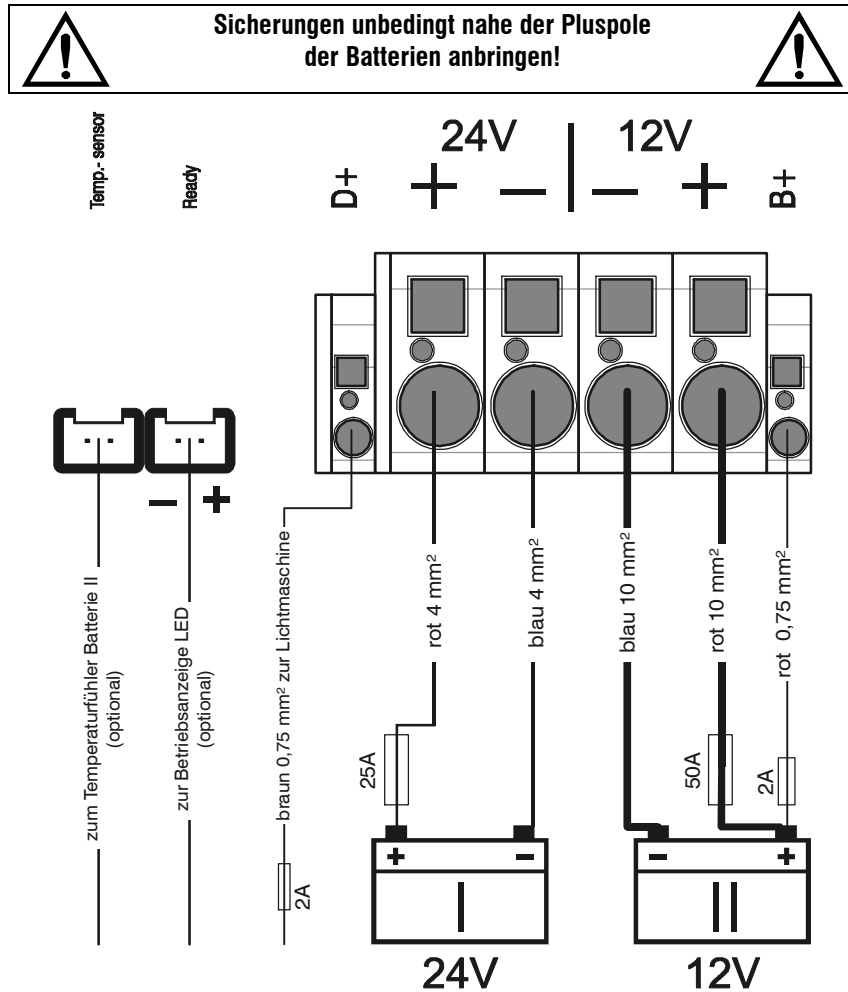 Sicherungen unbedingt nahe der Pluspole
der Batterien anbringen!
Temp.- sensor
Ready
D+
24V | 12V
+ − − +
B+
− +
zum Temperaturfühler Batterie II
(optional)
zur Betriebsanzeige LED
(optional)
braun 0,75 mm² zur Lichtmaschine
2A
rot 4 mm²
25A
blau 4 mm²
blau 10 mm²
rot 10 mm²
50A
rot 0,75 mm²
2A
+ −
I
24V
− +
II
12V